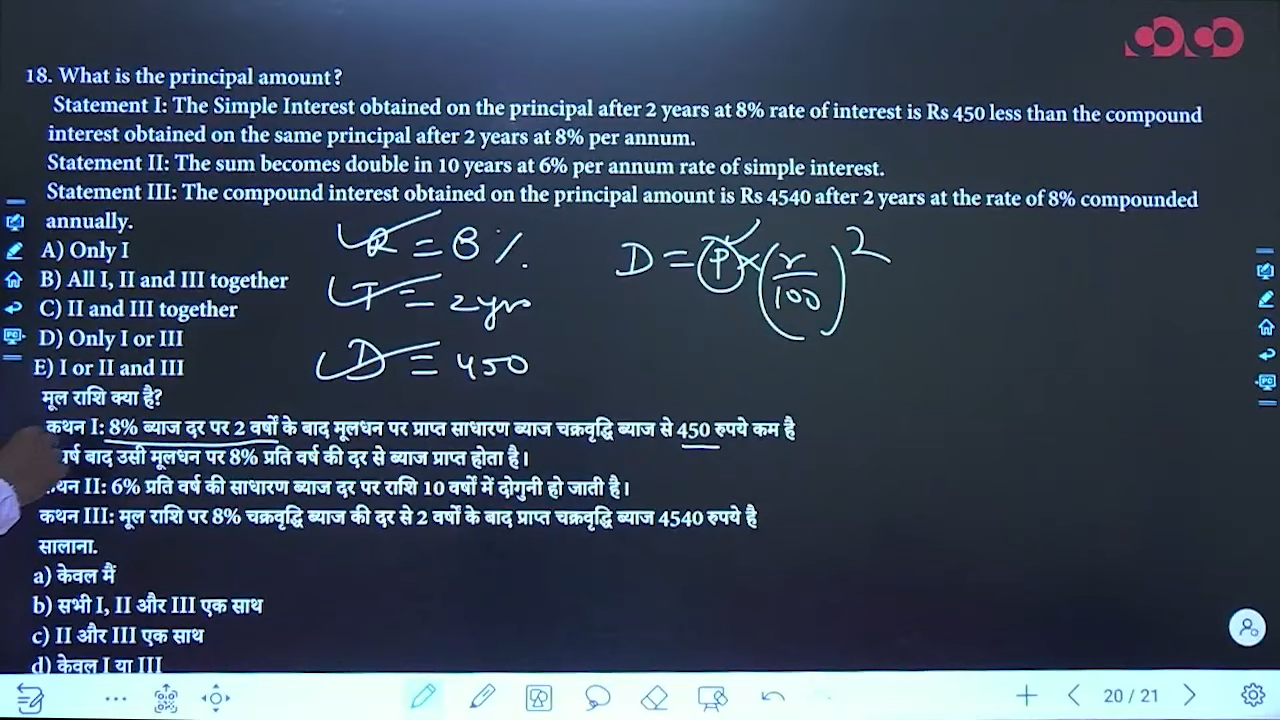 18. What is the principal amount?
Statement I: The Simple Interest obtained on the principal after 2 years at 8% rate of interest is Rs 450 less than the compound
interest obtained on the same principal after 2 years at 8% per annum.
Statement II: The sum becomes double in 10 years at 6% per annum rate of simple interest.
Statement III: The compound interest obtained on the principal amount is Rs 4540 after 2 years at the rate of 8% compounded
annually.
A) Only I
B) All I, II and III together
C) II and III together
D) Only I or III
E) I or II and III
R = 8 %.
T = 2 yrs
D = 450
D = P × (r/100)²
मूल राशि क्या है?
कथन I: 8% ब्याज दर पर 2 वर्षों के बाद मूलधन पर प्राप्त साधारण ब्याज चक्रवृद्धि ब्याज से 450 रुपये कम है
बाद उसी मूलधन पर 8% प्रति वर्ष की दर से ब्याज प्राप्त होता है।
II: 6% प्रति वर्ष की साधारण ब्याज दर पर राशि 10 वर्षों में दोगुनी हो जाती है।
कथन III: मूल राशि पर 8% चक्रवृद्धि ब्याज की दर से 2 वर्षों के बाद प्राप्त चक्रवृद्धि ब्याज 4540 रुपये है
सालाना.
a) केवल मैं
b) सभी I, II और III एक साथ
c) II और III एक साथ
d) केवल I या III
20 / 21